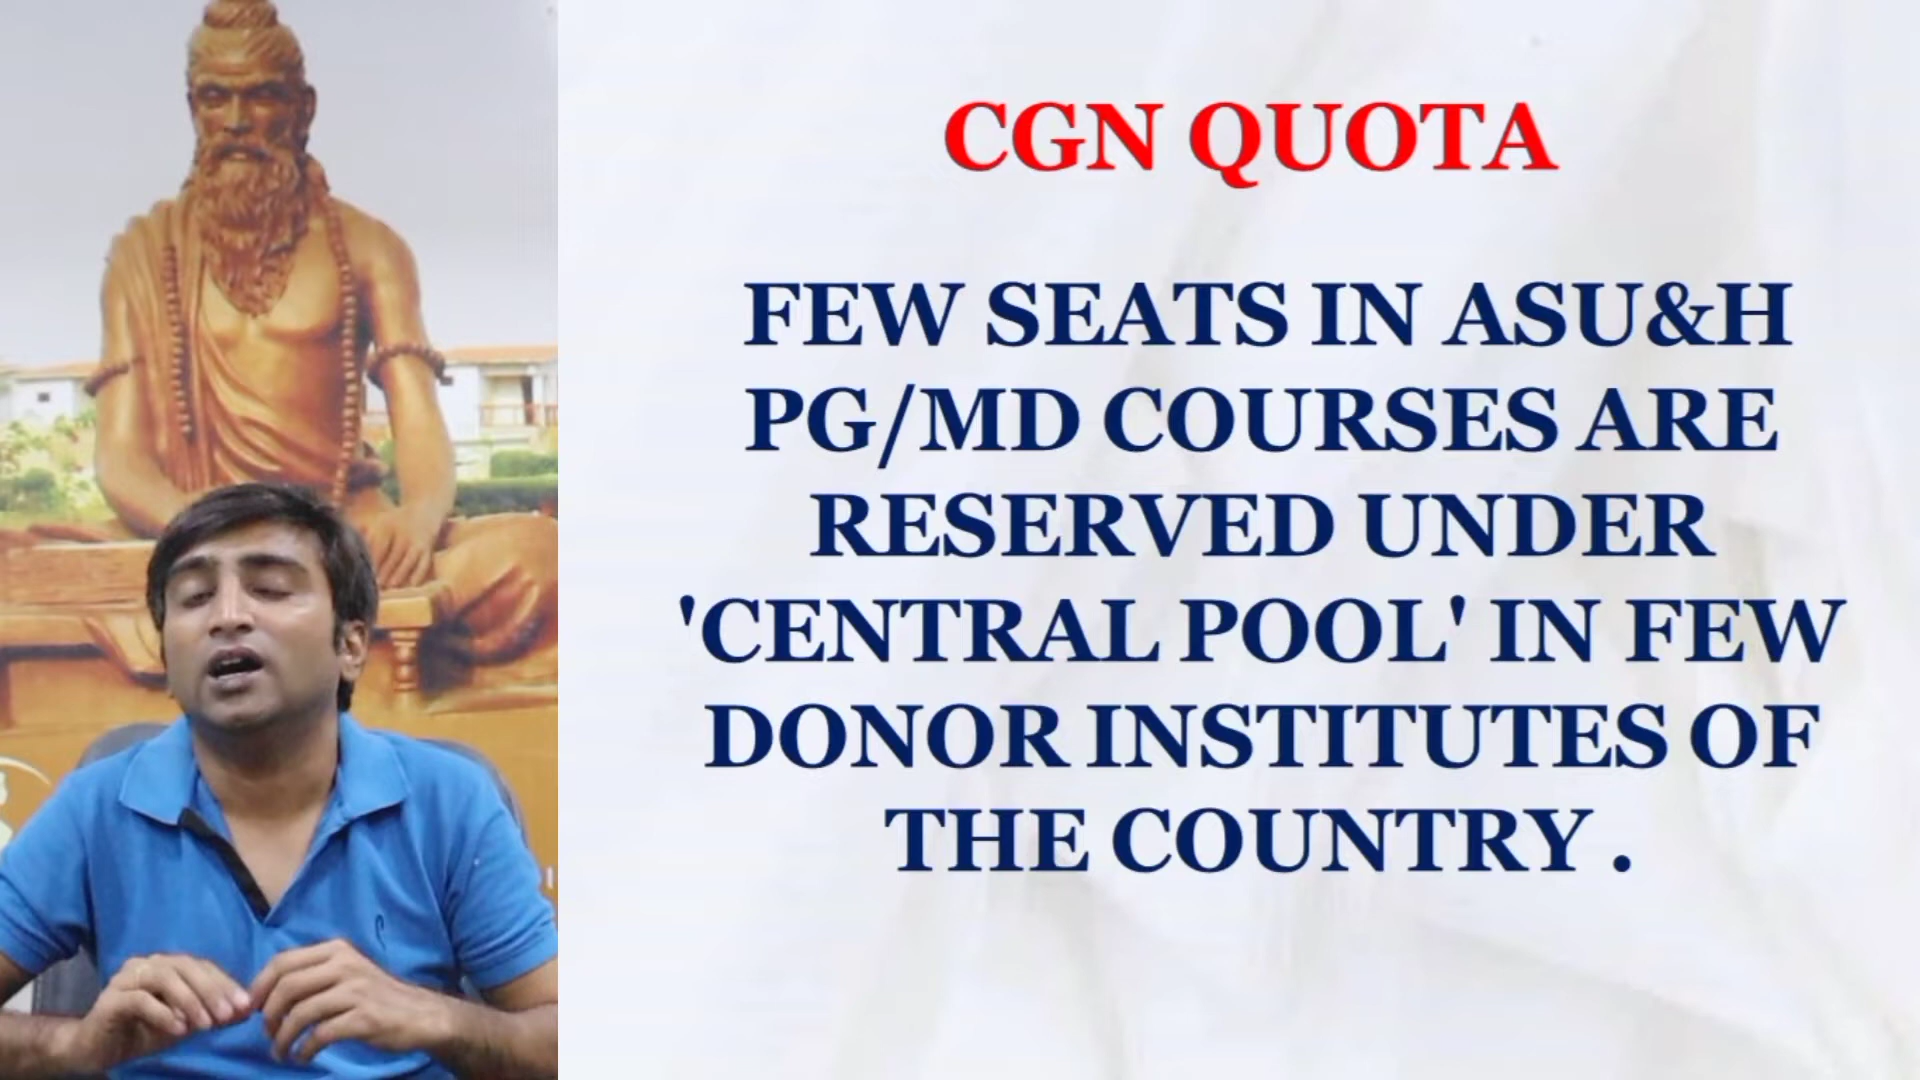 CGN QUOTA
FEW SEATS IN ASU&H
PG/MD COURSES ARE
RESERVED UNDER
'CENTRAL POOL' IN FEW
DONOR INSTITUTES OF
THE COUNTRY .